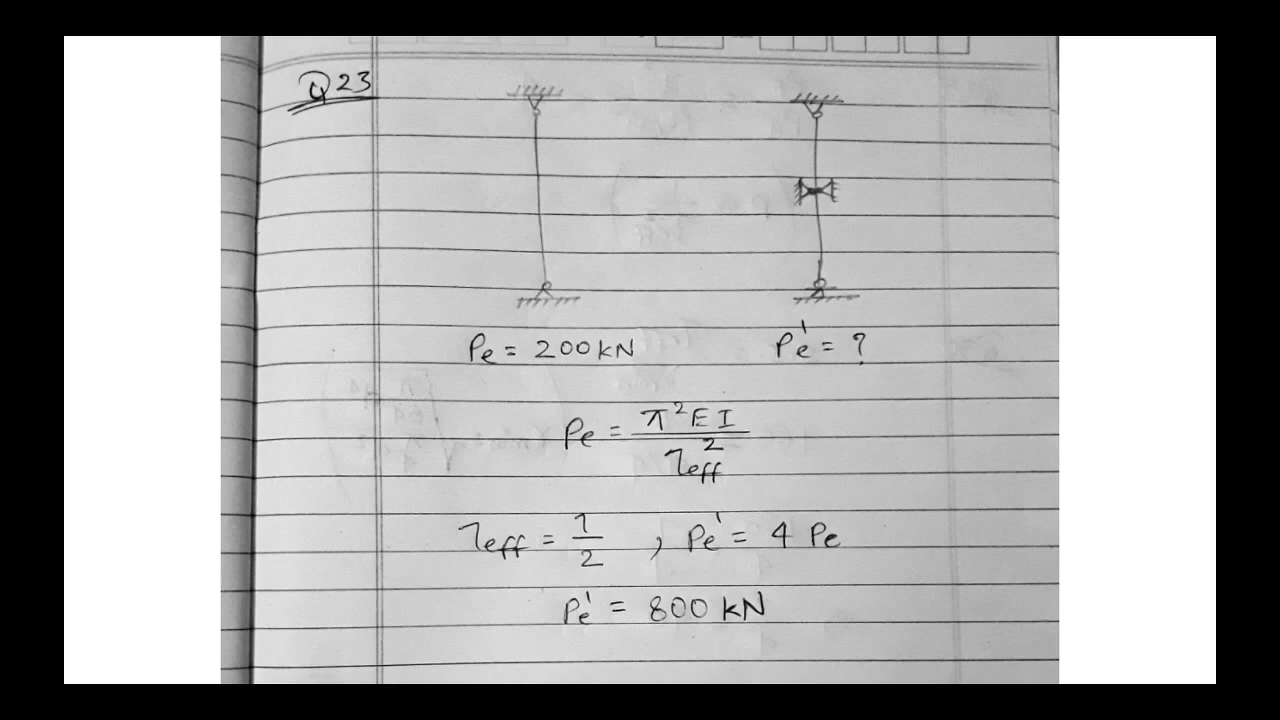 Q23
Pe = 200 kN
Pe' = ?
Pe = π²EI / leff²
leff = l/2 , Pe' = 4 Pe
Pe' = 800 kN